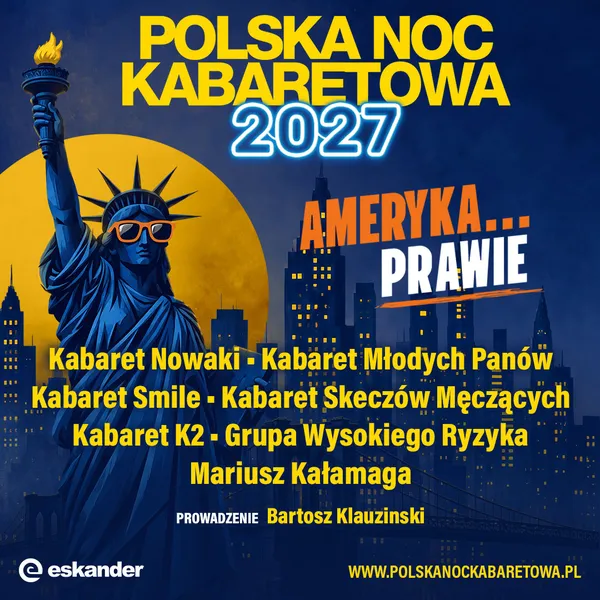 POLSKA NOC
KABARETOWA
2027
AMERYKA...
PRAWIE
Kabaret Nowaki - Kabaret Młodych Panów
Kabaret Smile - Kabaret Skeczów Męczących
Kabaret K2 - Grupa Wysokiego Ryzyka
Mariusz Kałamaga
PROWADZENIE Bartosz Klauzinski
eskander
WWW.POLSKANOCKABARETOWA.PL